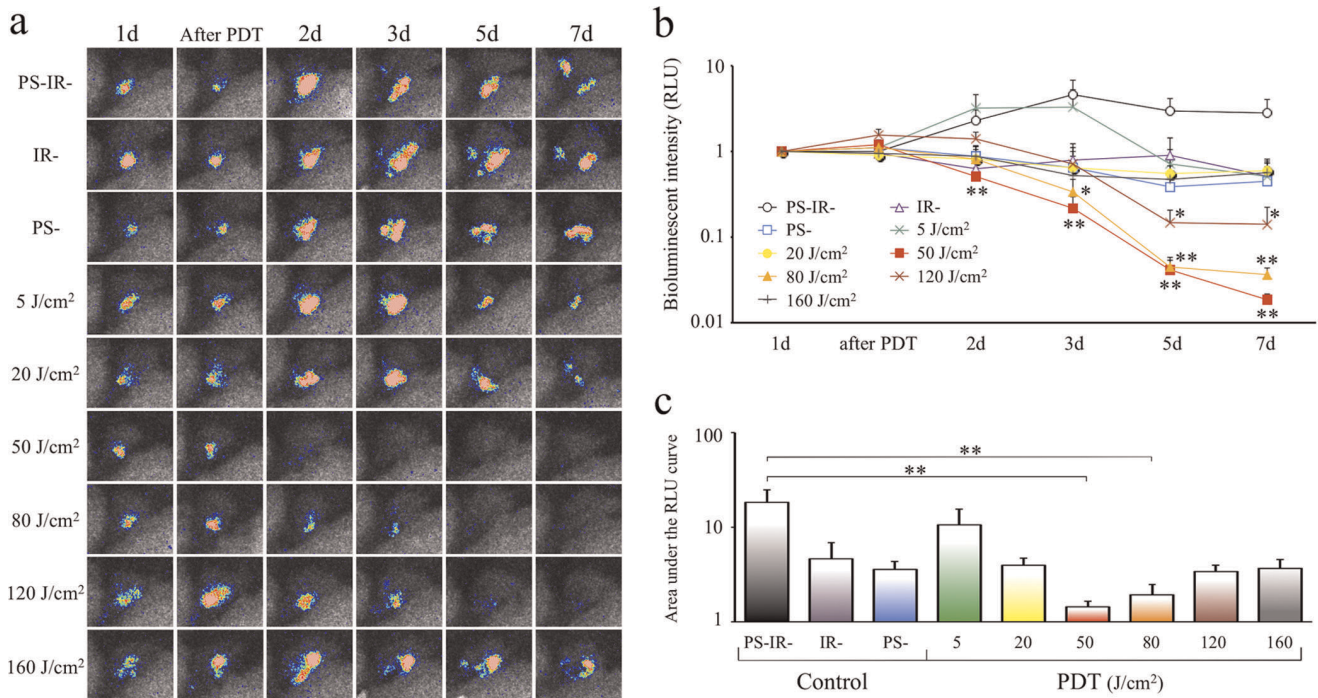 a
1d After PDT 2d 3d 5d 7d
PS-IR-
IR-
PS-
5 J/cm²
20 J/cm²
50 J/cm²
80 J/cm²
120 J/cm²
160 J/cm²
b
Bioluminescent intensity (RLU)
10
1
0.1
0.01
** ** * ** ** * ** * **
PS-IR- IR-
PS- 5 J/cm²
20 J/cm² 50 J/cm²
80 J/cm² 120 J/cm²
160 J/cm²
1d after PDT 2d 3d 5d 7d
c
Area under the RLU curve
100
10
1
**
**
PS-IR- IR- PS- 5 20 50 80 120 160
Control PDT (J/cm²)